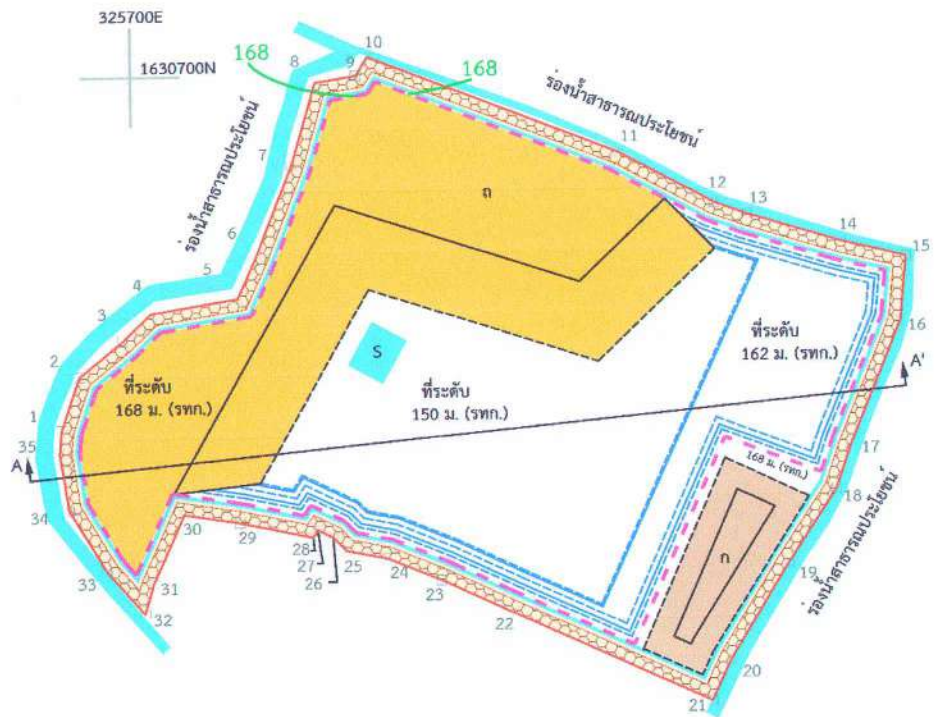 325700E
1630700N
168
168
ร่องน้ำสาธารณประโยชน์
ร่องน้ำสาธารณประโยชน์
ร่องน้ำสาธารณประโยชน์
1
2
3
4
5
6
7
8
9
10
11
12
13
14
15
16
17
18
19
20
21
22
23
24
25
26
27
28
29
30
31
32
33
34
35
ถ
S
ที่ระดับ
168 ม. (รทก.)
ที่ระดับ
150 ม. (รทก.)
ที่ระดับ
162 ม. (รทก.)
168 ม. (รทก.)
ก
A
A'